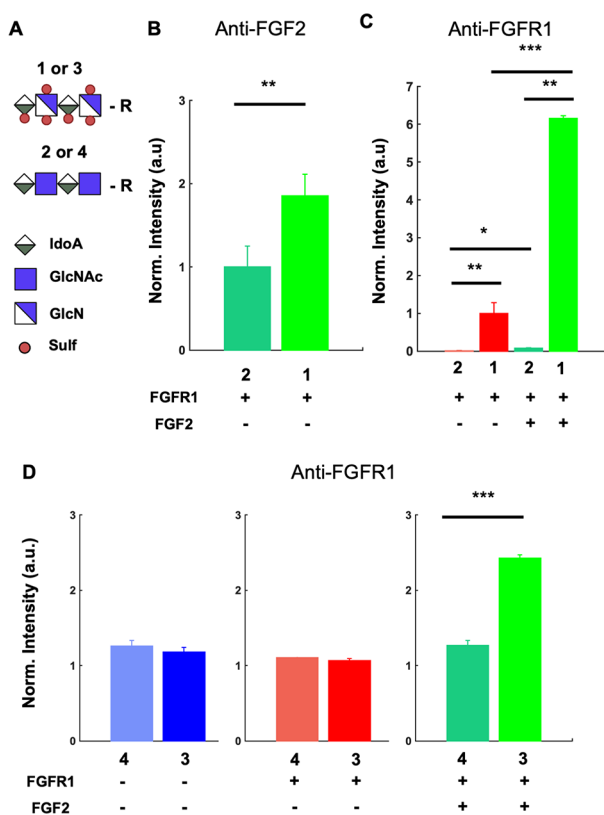 A
1 or 3
- R
2 or 4
- R
IdoA
GlcNAc
GlcN
Sulf
B
Anti-FGF2
**
Norm. Intensity (a.u)
3
2
1
0
2 1
FGFR1 + +
FGF2 - -
C
Anti-FGFR1
***
**
*
**
Norm. Intensity (a.u)
7
6
5
4
3
2
1
0
2 1 2 1
+ + + +
- - + +
D
Anti-FGFR1
Norm. Intensity (a.u.)
3
2
1
0
4 3
FGFR1 - -
FGF2 - -
3
2
1
0
4 3
+ +
- -
***
3
2
1
0
4 3
+ +
+ +